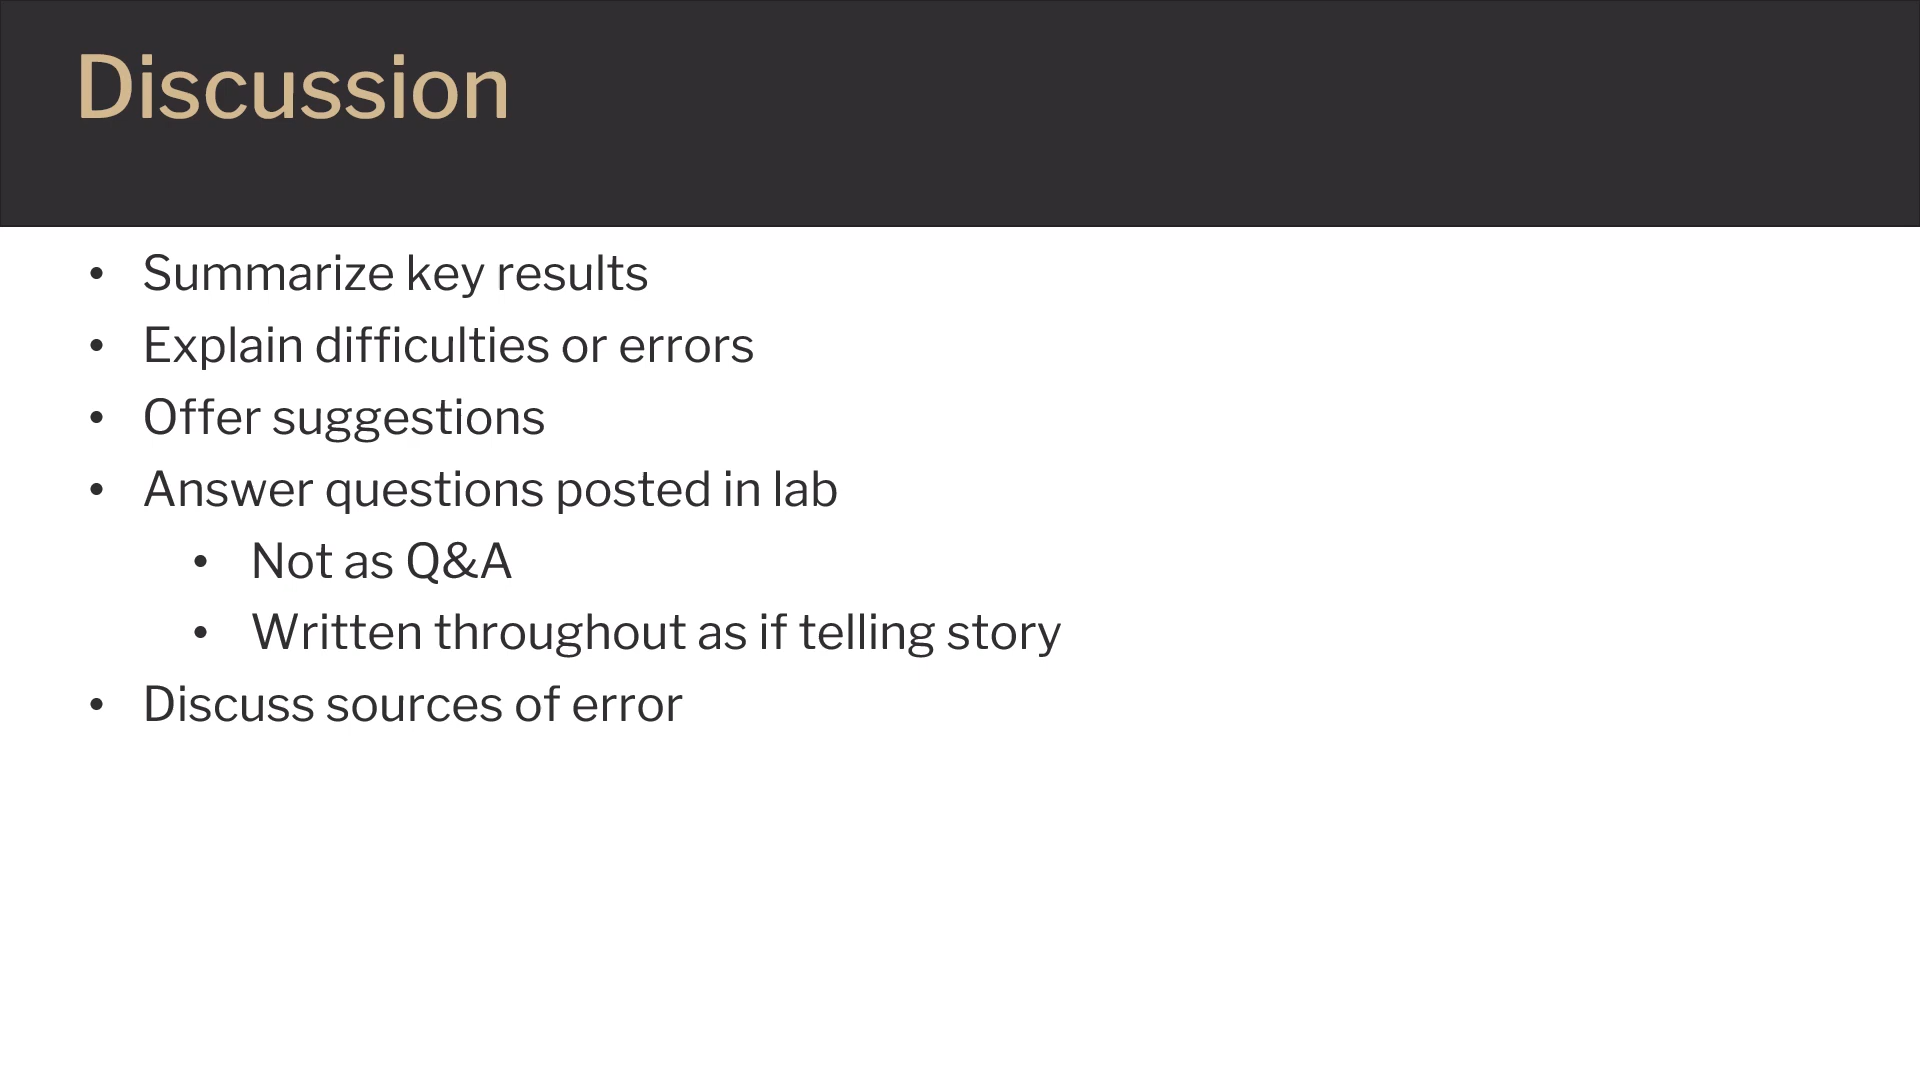 Discussion
• Summarize key results
• Explain difficulties or errors
• Offer suggestions
• Answer questions posted in lab
• Not as Q&A
• Written throughout as if telling story
• Discuss sources of error